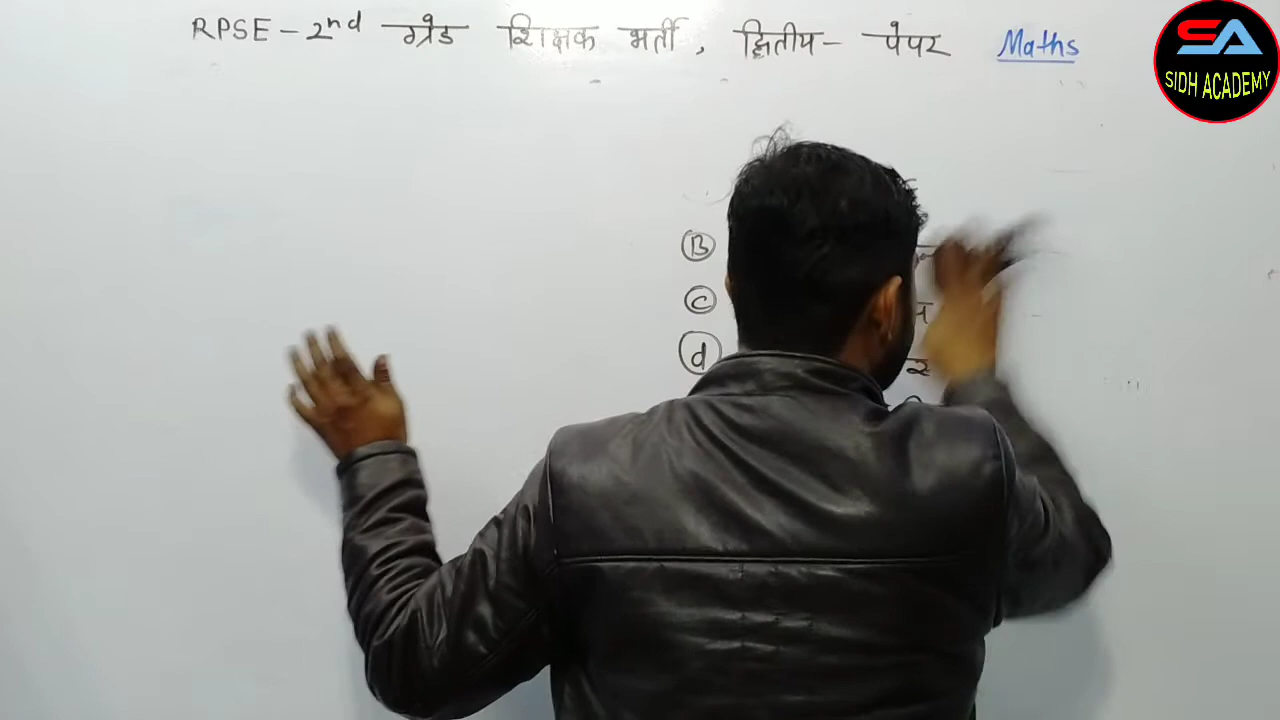 RPSE - 2nd ग्रेड शिक्षक भर्ती, द्वितीय - पेपर Maths
SA
SIDH ACADEMY
B
C
d